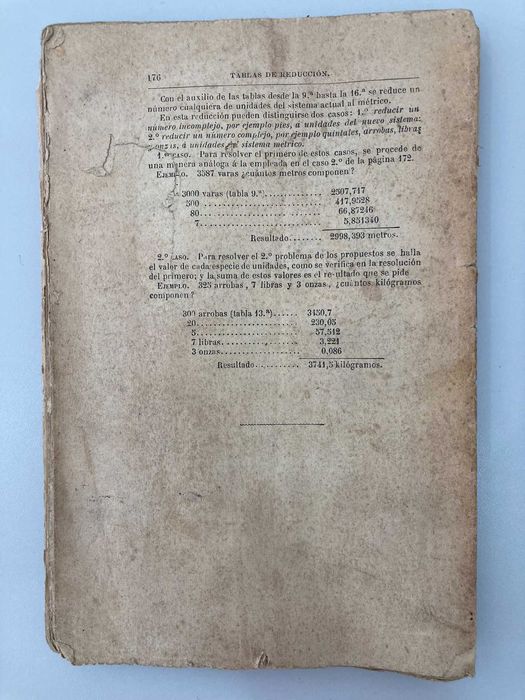 176 TABLAS DE REDUCCIÓN.
Con el auxilio de las tablas desde la 9.ª hasta la 16.ª se reduce un
número cualquiera de unidades del sistema actual al métrico.
En esta reducción pueden distinguirse dos casos: 1.º reducir un
número incomplejo, por ejemplo pies, a unidades del nuevo sistema:
2.º reducir un número complejo, por ejemplo quintales, arrobas, libras
y onzas, á unidades del sistema métrico.
1.er CASO. Para resolver el primero de estos casos, se procede de
una manera análoga á la empleada en el caso 2.º de la página 172.
EJEMPLO. 3587 varas ¿cuántos metros componen?
3000 varas (tabla 9.ª)............ 2507,717
500................................ 417,9528
80................................ 66,87246
7................................ 5,851340
Resultado........ 2998,393 metros.
2.º CASO. Para resolver el 2.º problema de los propuestos se halla
el valor de cada especie de unidades, como se verifica en la resolución
del primero; y la suma de estos valores es el resultado que se pide
EJEMPLO. 325 arrobas, 7 libras y 3 onzas, ¿cuántos kilógramos
componen?
300 arrobas (tabla 13.ª)...... 3450,7
20........................ 230,05
5........................ 57,512
7 libras.................. 3,221
3 onzas.................. 0,086
Resultado.......... 3741,5 kilógramos.